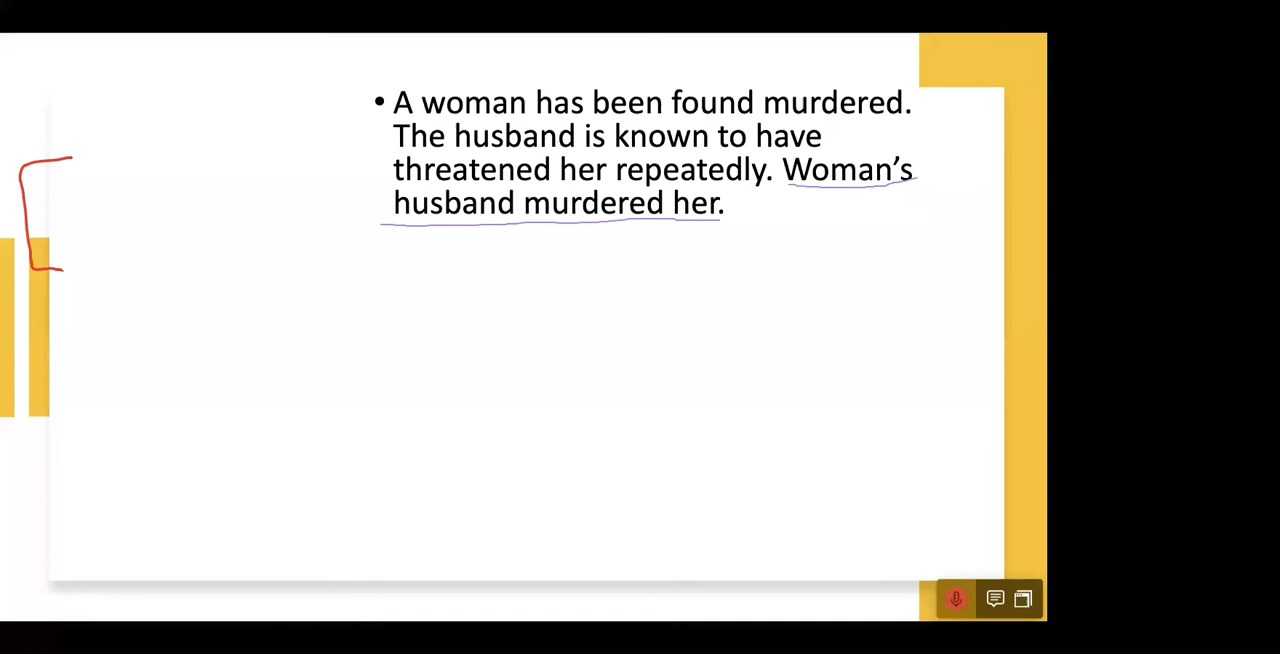 • A woman has been found murdered.
The husband is known to have
threatened her repeatedly. Woman’s
husband murdered her.